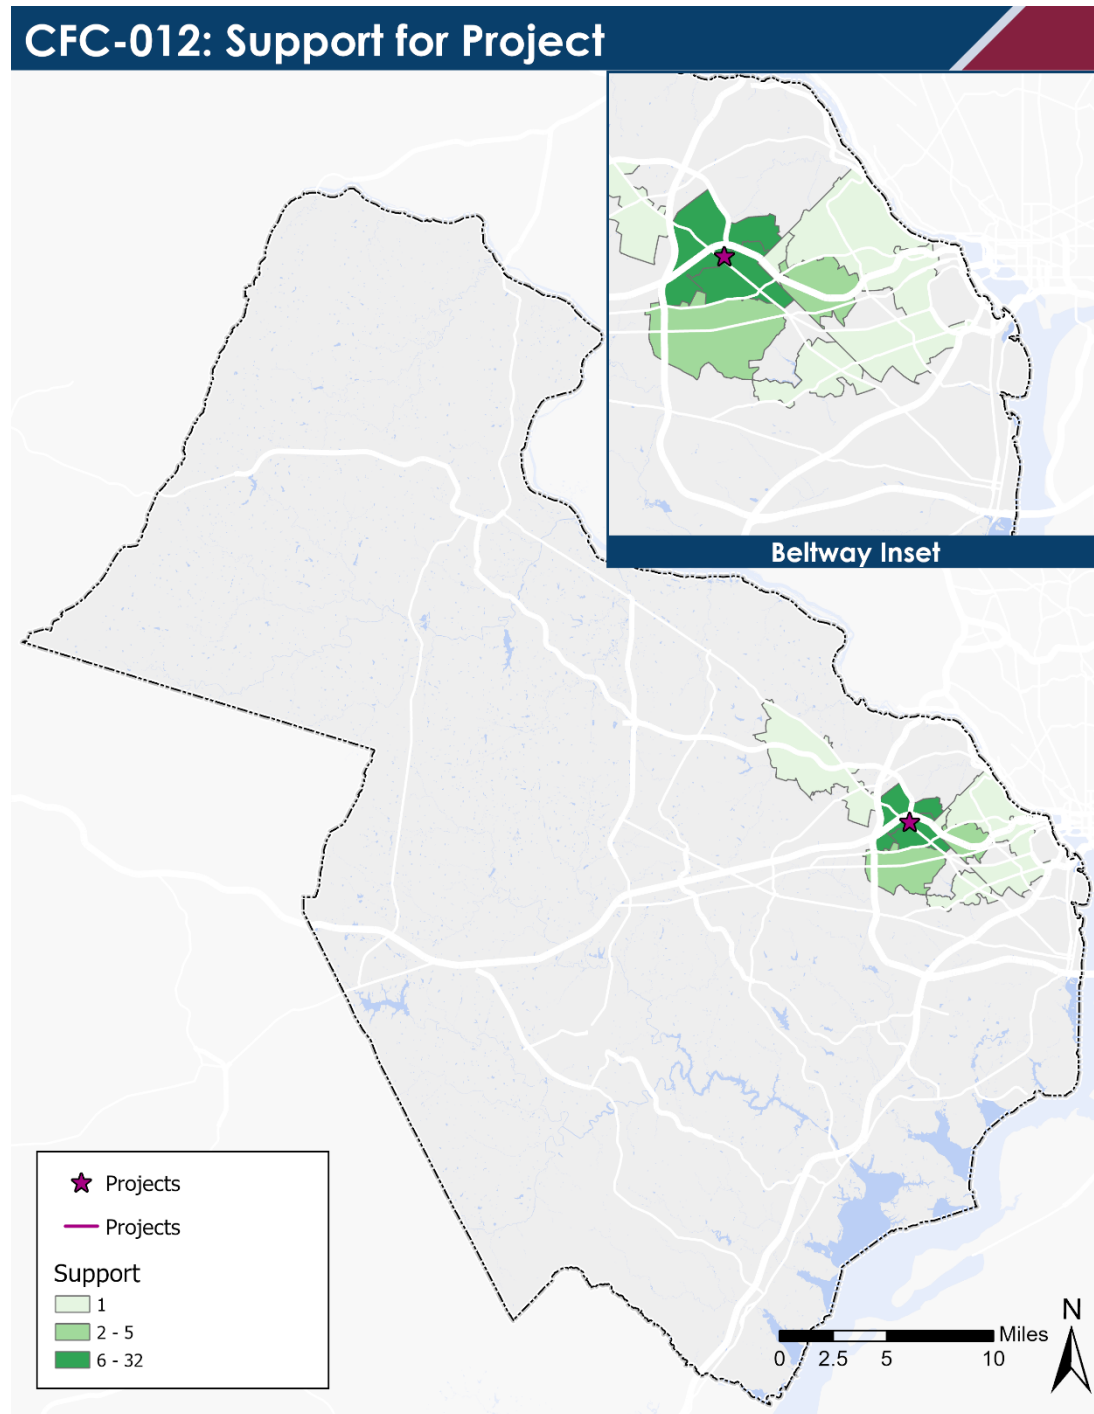 CFC-012: Support for Project
Beltway Inset
Projects
Projects
Support
1
2 - 5
6 - 32
N
Miles
0 2.5 5 10